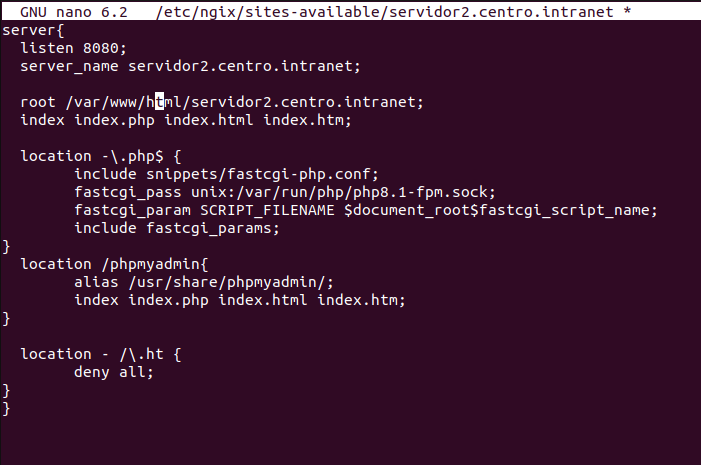 GNU nano 6.2 /etc/ngix/sites-available/servidor2.centro.intranet *
server{
listen 8080;
server_name servidor2.centro.intranet;
root /var/www/html/servidor2.centro.intranet;
index index.php index.html index.htm;
location -\.php$ {
include snippets/fastcgi-php.conf;
fastcgi_pass unix:/var/run/php/php8.1-fpm.sock;
fastcgi_param SCRIPT_FILENAME $document_root$fastcgi_script_name;
include fastcgi_params;
}
location /phpmyadmin{
alias /usr/share/phpmyadmin/;
index index.php index.html index.htm;
}
location - /\.ht {
deny all;
}
}